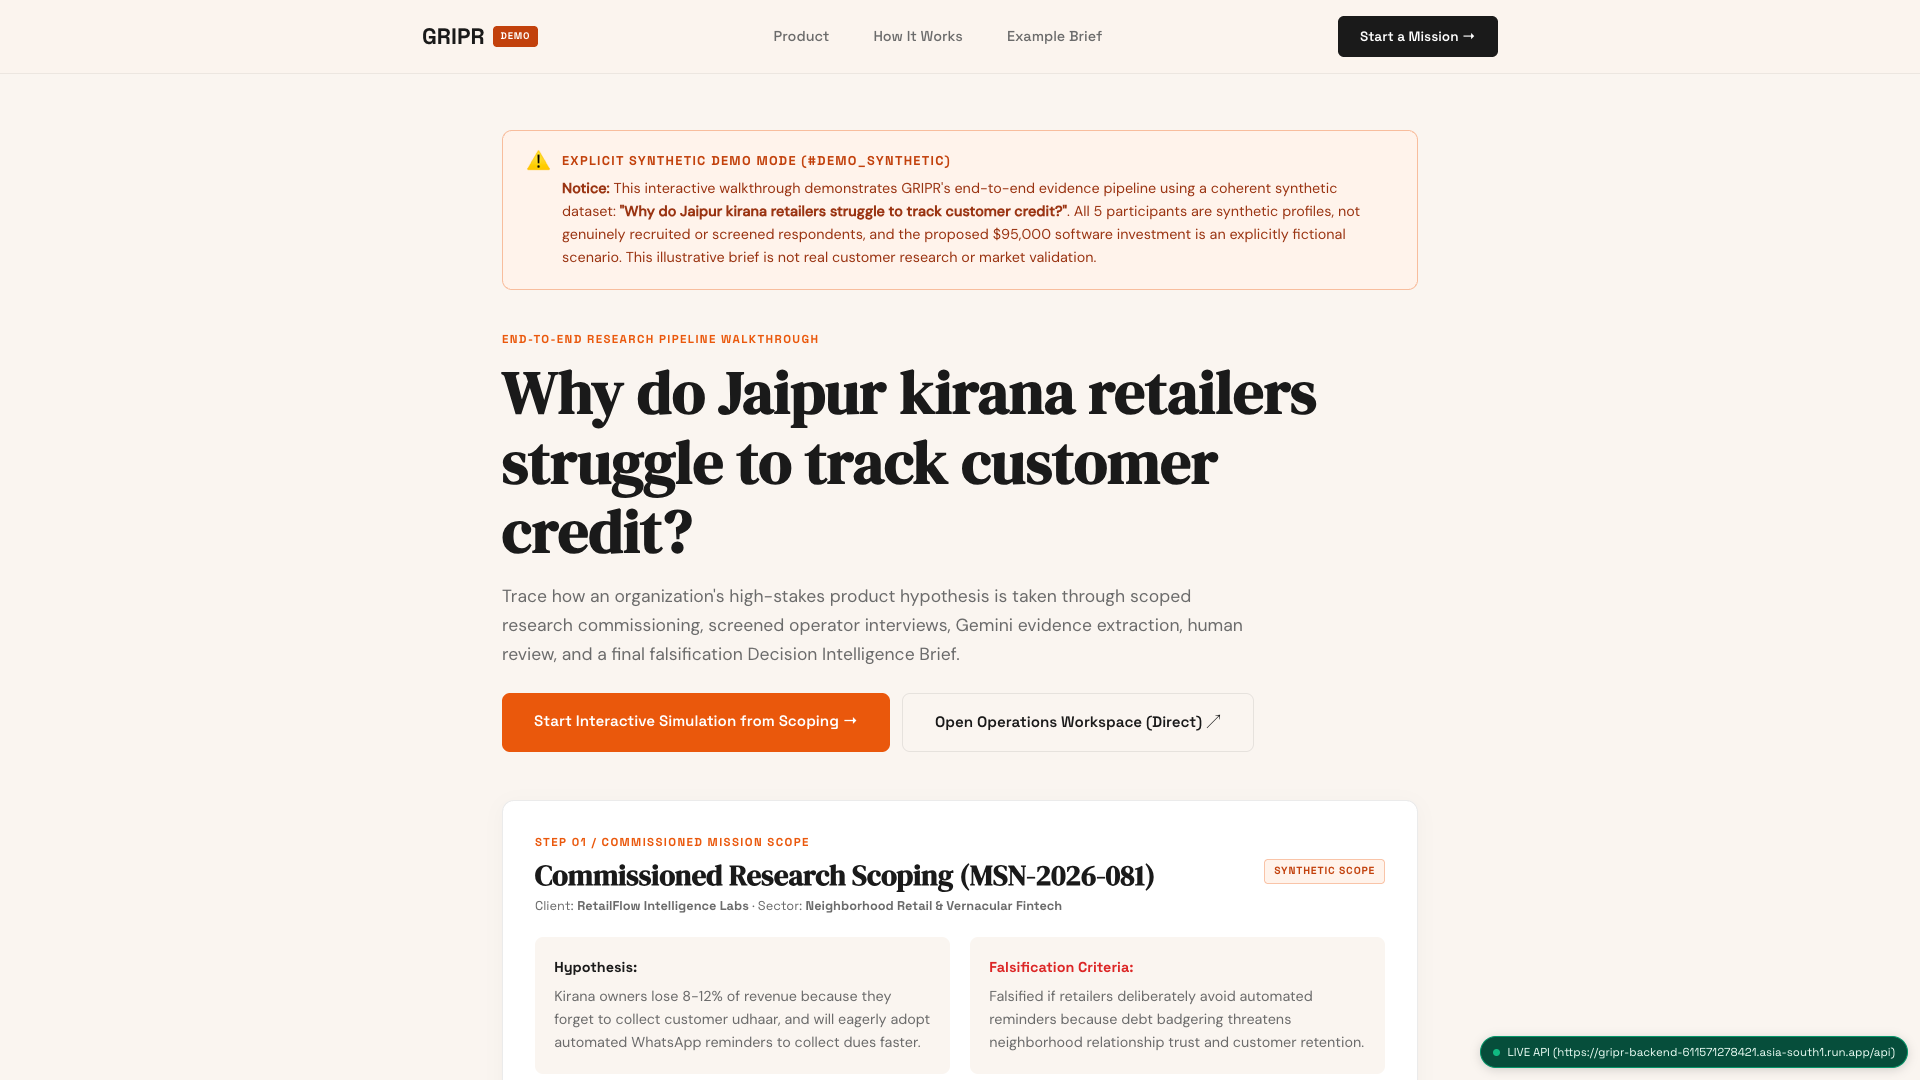 GRIPR DEMO Product How It Works Example Brief Start a Mission →
⚠️ EXPLICIT SYNTHETIC DEMO MODE (#DEMO_SYNTHETIC)
Notice: This interactive walkthrough demonstrates GRIPR's end-to-end evidence pipeline using a coherent synthetic
dataset: "Why do Jaipur kirana retailers struggle to track customer credit?". All 5 participants are synthetic profiles, not
genuinely recruited or screened respondents, and the proposed $95,000 software investment is an explicitly fictional
scenario. This illustrative brief is not real customer research or market validation.
END-TO-END RESEARCH PIPELINE WALKTHROUGH
Why do Jaipur kirana retailers
struggle to track customer
credit?
Trace how an organization's high-stakes product hypothesis is taken through scoped
research commissioning, screened operator interviews, Gemini evidence extraction, human
review, and a final falsification Decision Intelligence Brief.
Start Interactive Simulation from Scoping → Open Operations Workspace (Direct) ↗
STEP 01 / COMMISSIONED MISSION SCOPE
Commissioned Research Scoping (MSN-2026-081) SYNTHETIC SCOPE
Client: RetailFlow Intelligence Labs · Sector: Neighborhood Retail & Vernacular Fintech
Hypothesis:
Kirana owners lose 8-12% of revenue because they
forget to collect customer udhaar, and will eagerly adopt
automated WhatsApp reminders to collect dues faster.
Falsification Criteria:
Falsified if retailers deliberately avoid automated
reminders because debt badgering threatens
neighborhood relationship trust and customer retention.
LIVE API (https://gripr-backend-611571278421.asia-south1.run.app/api)